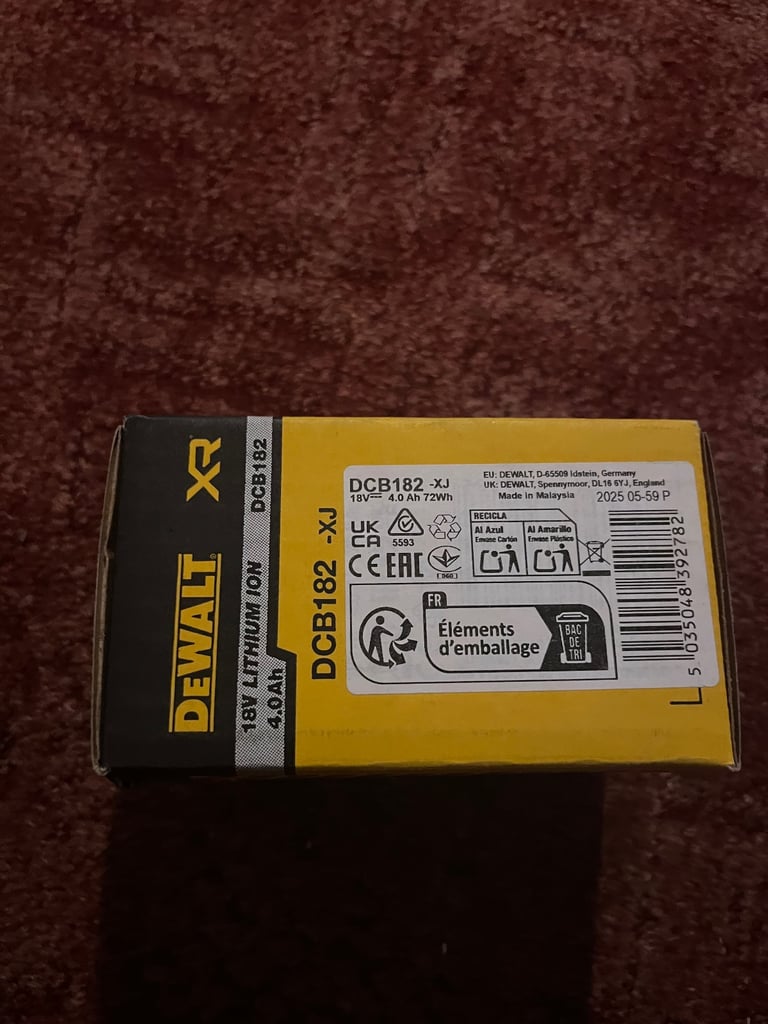 DEWALT XR
18V LITHIUM ION DCB182
4.0Ah
DCB182 -XJ
DCB182 -XJ
18V 4.0 Ah 72Wh
EU: DEWALT, D-65509 Idstein, Germany
UK: DEWALT, Spennymoor, DL16 6YJ, England
Made in Malaysia
2025 05-59 P
UK
CA
5593
CE EAC
RECICLA
Al Azul
Envase Cartón
Al Amarillo
Envase Plástico
FR
Éléments
d'emballage
BAC
DE
TRI
5 035048 392782